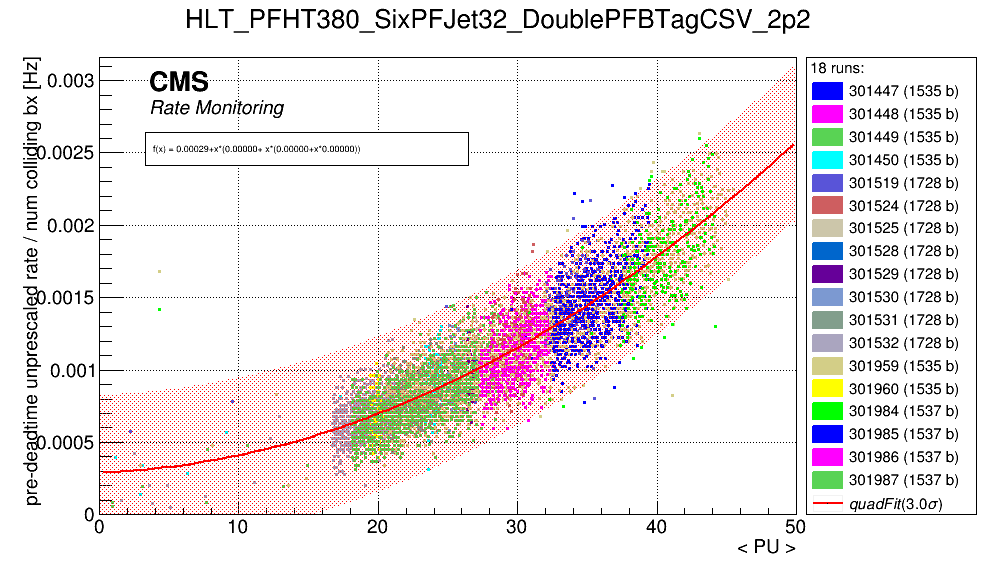 HLT_PFHT380_SixPFJet32_DoublePFBTagCSV_2p2
pre-deadtime unprescaled rate / num colliding bx [Hz]
0.003
0.0025
0.002
0.0015
0.001
0.0005
0
CMS
Rate Monitoring
f(x) = 0.00029+x*(0.00000+ x*(0.00000+x*0.00000))
0 10 20 30 40 50
< PU >
18 runs:
301447 (1535 b)
301448 (1535 b)
301449 (1535 b)
301450 (1535 b)
301519 (1728 b)
301524 (1728 b)
301525 (1728 b)
301528 (1728 b)
301529 (1728 b)
301530 (1728 b)
301531 (1728 b)
301532 (1728 b)
301959 (1535 b)
301960 (1535 b)
301984 (1537 b)
301985 (1537 b)
301986 (1537 b)
301987 (1537 b)
quadFit(3.0σ)